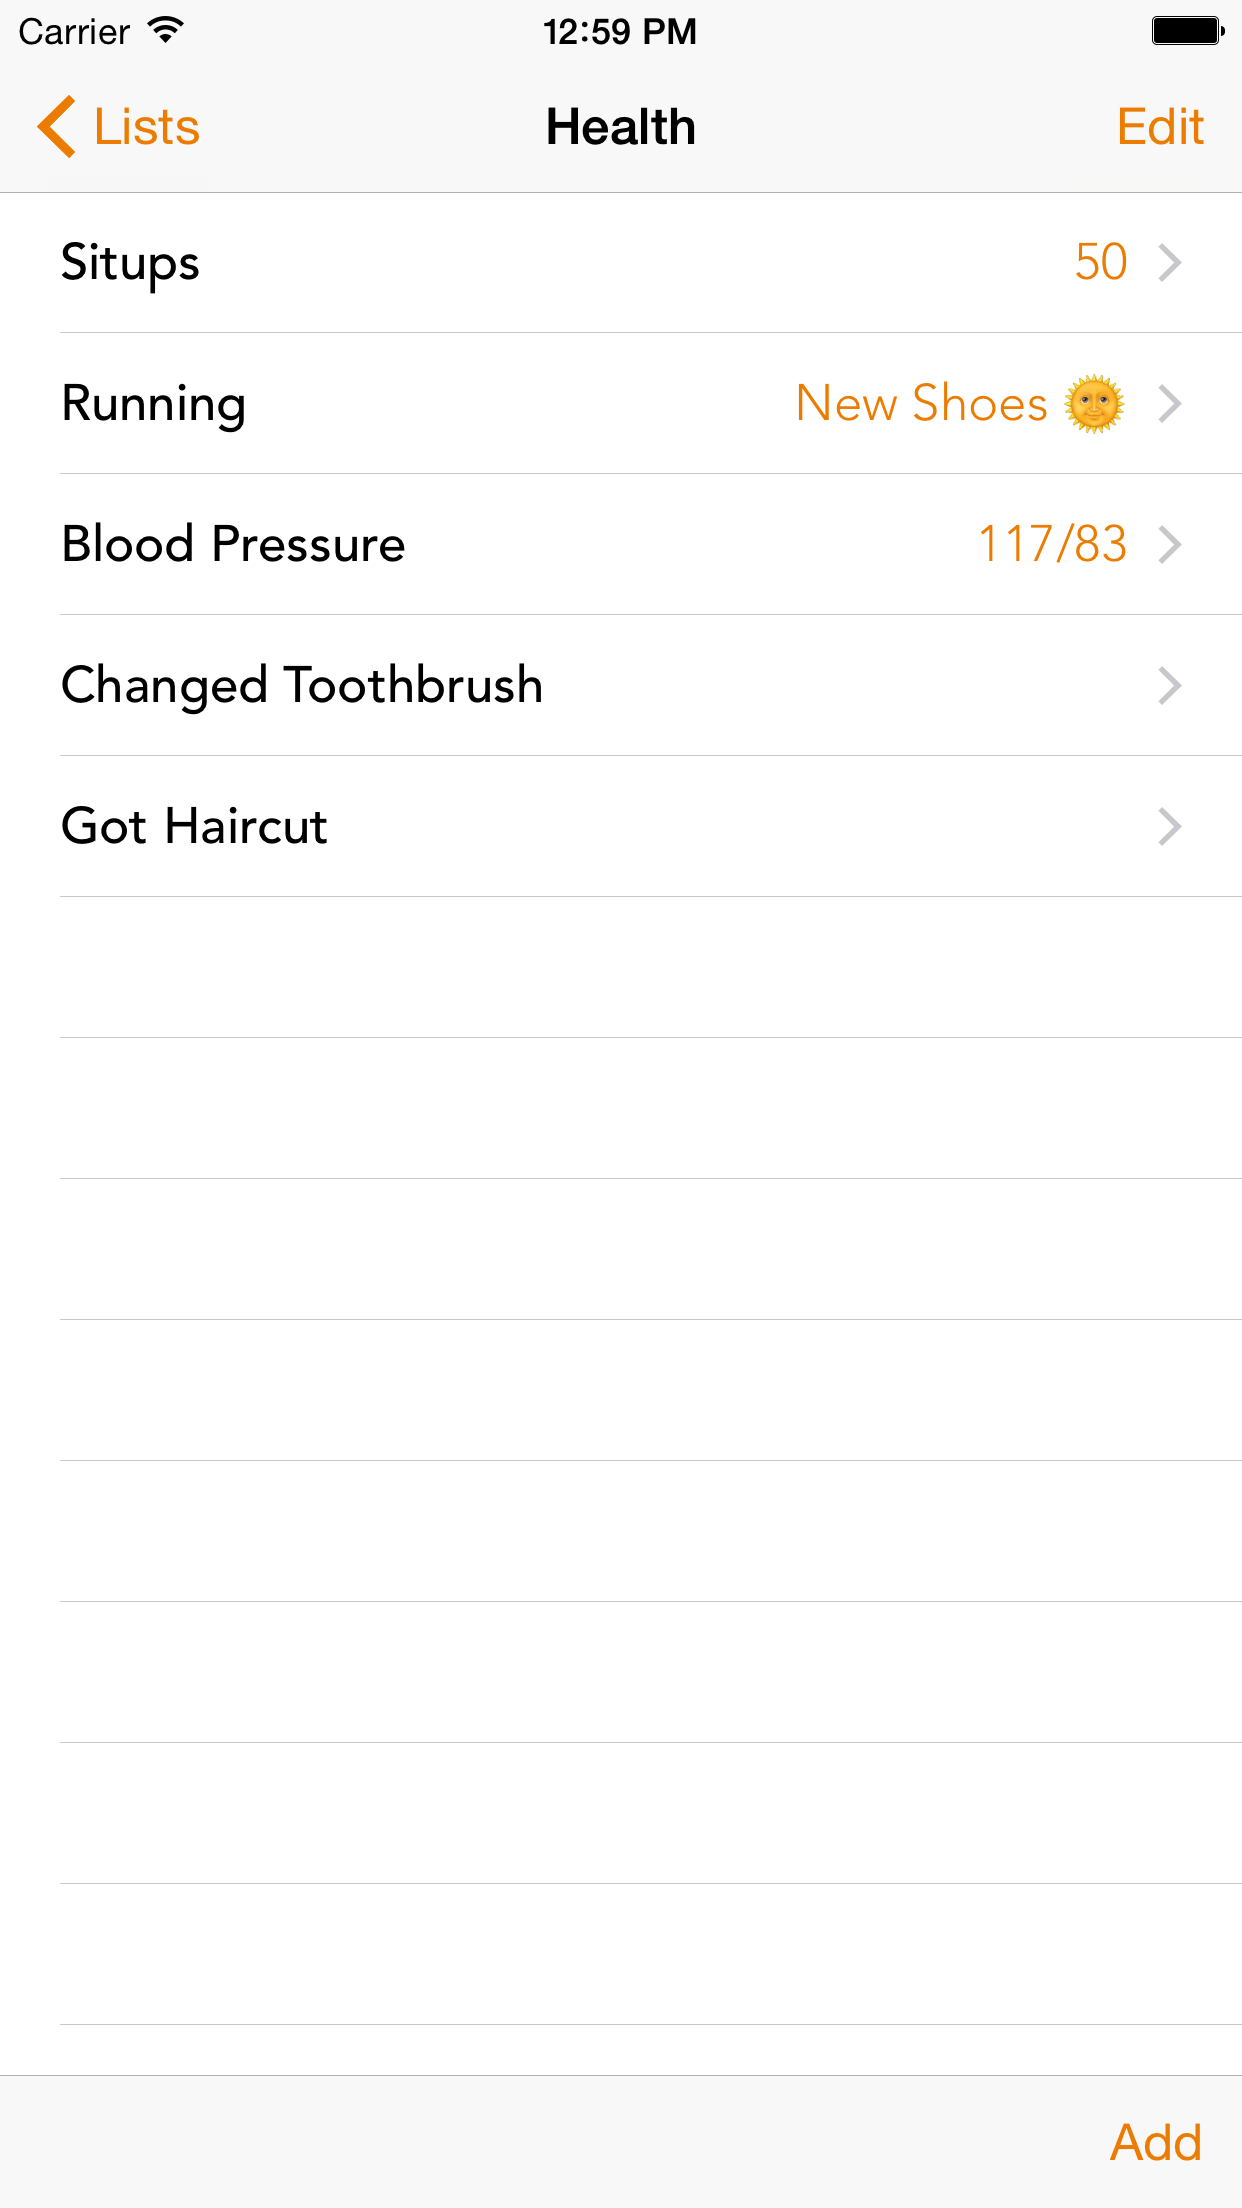 Carrier 12:59 PM
Lists Health Edit
Situps 50
Running New Shoes 🌞
Blood Pressure 117/83
Changed Toothbrush
Got Haircut
Add